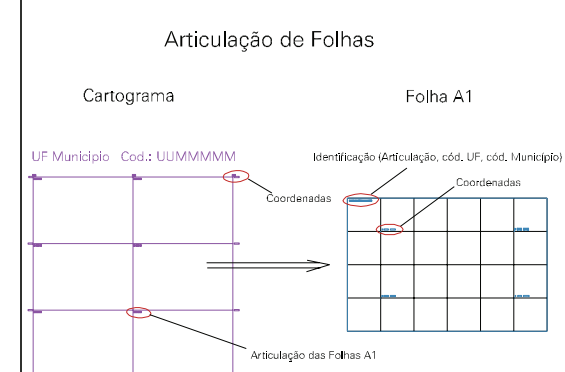 Articulação de Folhas
Cartograma
Folha A1
UF Municipio Cod.: UUMMMMM
Identificação (Articulação, cód. UF, cód. Município)
Coordenadas
Coordenadas
Articulação das Folhas A1